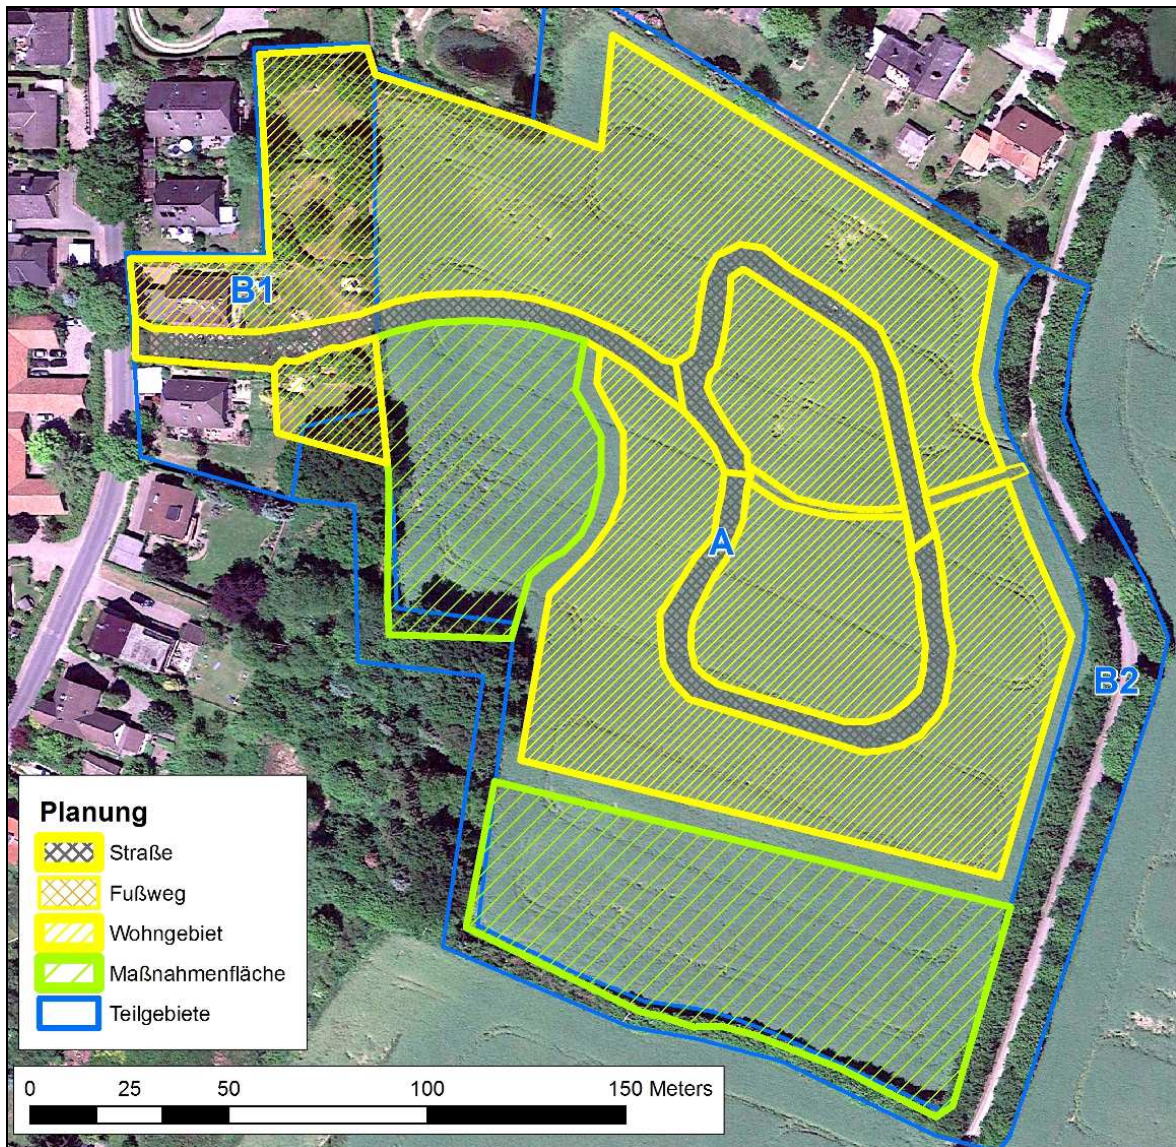 B1
A
B2
Planung
Straße
Fußweg
Wohngebiet
Maßnahmenfläche
Teilgebiete
0 25 50 100 150 Meters